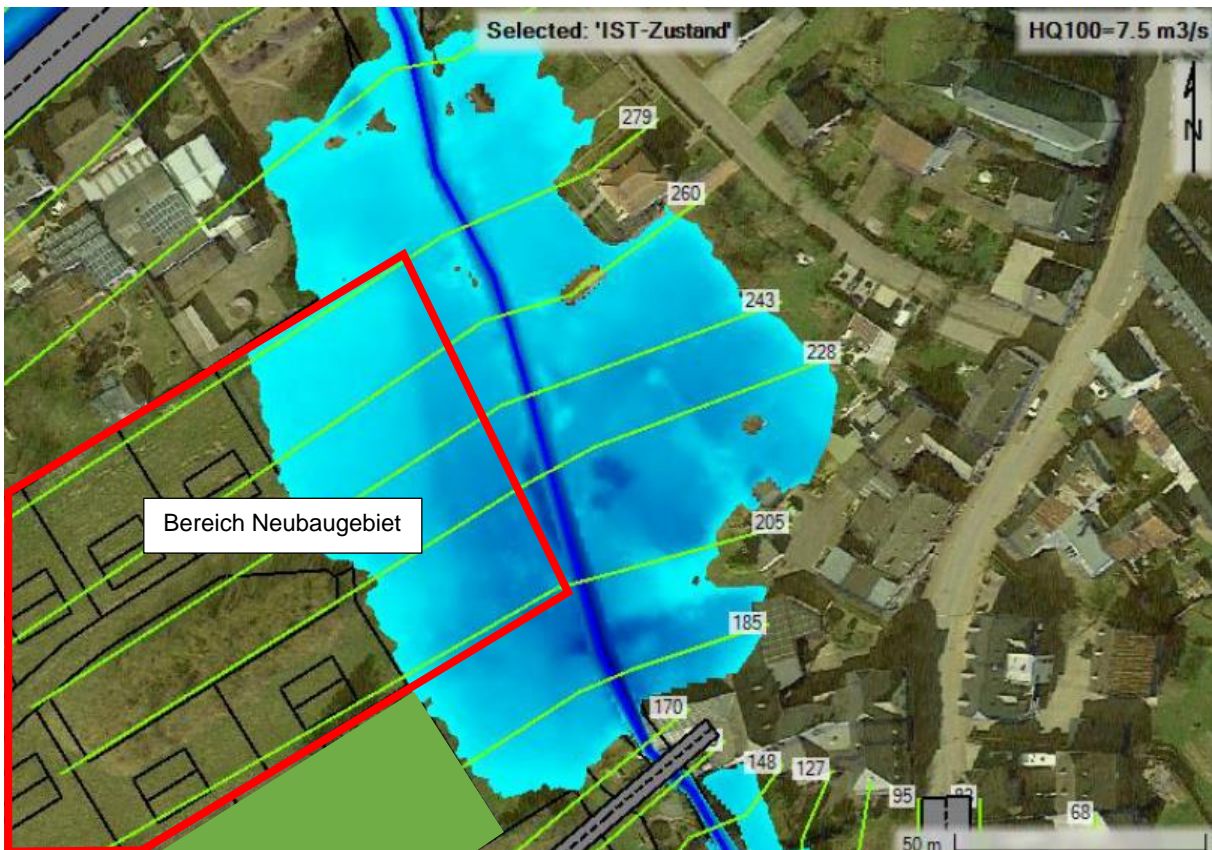 Selected: 'IST-Zustand'
HQ100=7.5 m3/s
N
279
260
243
228
Bereich Neubaugebiet
205
185
170
148
127
95
68
50 m